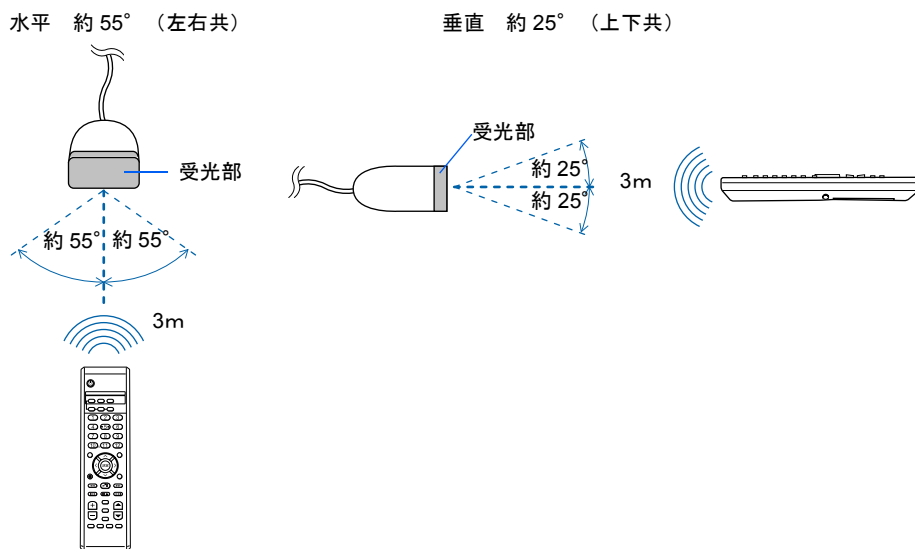 水平　約 55°　（左右共）
受光部
約 55° 約 55°
3m
垂直　約 25°　（上下共）
受光部
約 25°
約 25°
3m